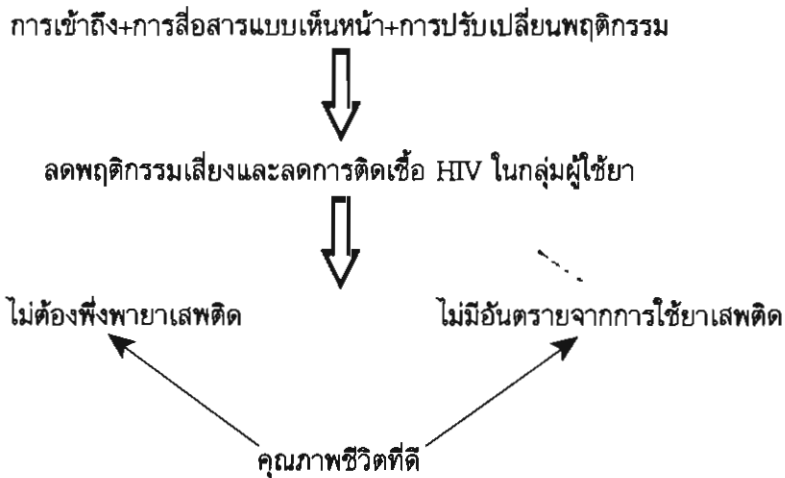 การเข้าถึง+การสื่อสารแบบเห็นหน้า+การปรับเปลี่ยนพฤติกรรม
ลดพฤติกรรมเสี่ยงและลดการติดเชื้อ HIV ในกลุ่มผู้ใช้ยา
ไม่ต้องพึ่งพายาเสพติด ไม่มีอันตรายจากการใช้ยาเสพติด
คุณภาพชีวิตที่ดี